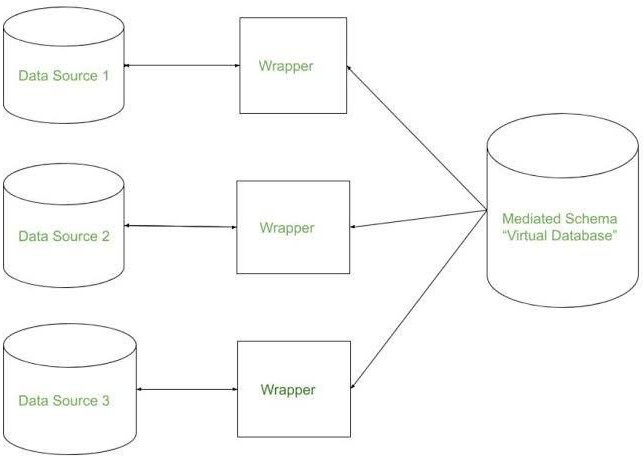 Data Source 1
Wrapper
Data Source 2
Wrapper
Mediated Schema
“Virtual Database”
Data Source 3
Wrapper